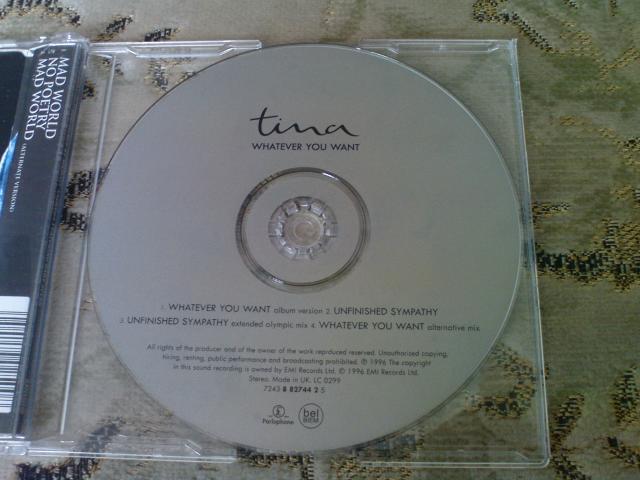 MAD WORLD
NO POETRY
MAD WORLD (ALTERNATE VERSION)
tina
WHATEVER YOU WANT
1. WHATEVER YOU WANT album version 2. UNFINISHED SYMPATHY
3. UNFINISHED SYMPATHY extended olympic mix 4. WHATEVER YOU WANT alternative mix
All rights of the producer and of the owner of the work reprduced reserved. Unauthorized copying,
hiring, renting, public performance and broadcasting prohibited. ℗ 1996 The copyright
in this sound recording is owned by EMI Records Ltd. © 1996 EMI Records Ltd.
Stereo. Made in UK. LC 0299
7243 8 82744 2 5
Parlophone
bel
BIEM